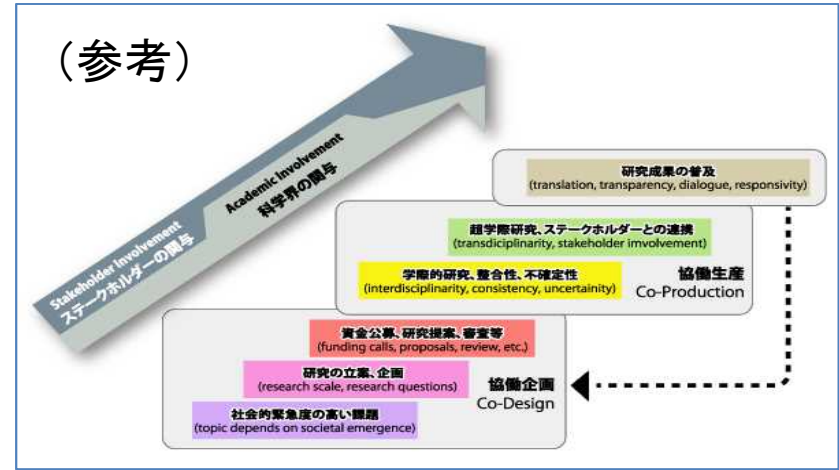 （参考）
Academic Involvement
科学界の関与
Stakeholder Involvement
ステークホルダーの関与
研究成果の普及
(translation, transparency, dialogue, responsivity)
超学際研究、ステークホルダーとの連携
(transdiciplinarity, stakeholder imvolvement)
学際的研究、整合性、不確定性
(interdisciplinarity, consistency, uncertainity)
協働生産
Co-Production
資金公募、研究提案、審査等
(funding calls, proposals, review, etc.)
研究の立案、企画
(research scale, research questions)
協働企画
Co-Design
社会的緊急度の高い課題
(topic depends on societal emergence)